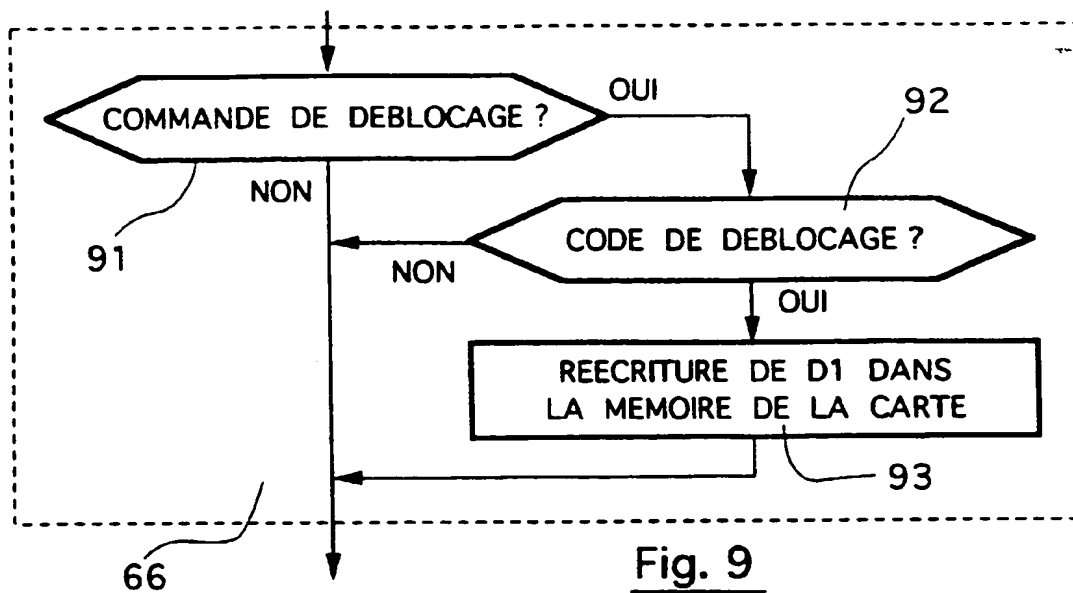 COMMANDE DE DEBLOCAGE ?
OUI
92
NON
91
CODE DE DEBLOCAGE ?
NON
OUI
REECRITURE DE D1 DANS
LA MEMOIRE DE LA CARTE
93
66
Fig. 9